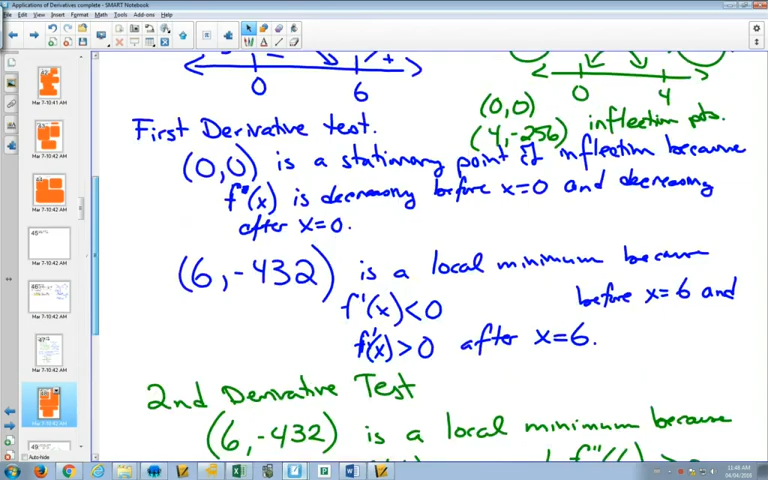 Applications of Derivatives complete - SMART Notebook
File Edit View Insert Format Math Tools Add-ons Help
Mar 7-10:41 AM
Mar 7-10:42 AM
Mar 7-10:42 AM
Mar 7-10:42 AM
Mar 7-10:42 AM
Mar 7-10:42 AM
Mar 7-10:42 AM
Auto-hide
0 6 +
0 4
(0,0)
(4,-256) inflection pts.
First Derivative test.
(0,0) is a stationary point of inflection because
f'(x) is decreasing before x=0 and decreasing
after x=0.
(6,-432) is a local minimum because
f'(x)<0 before x=6 and
f'(x)>0 after x=6.
2nd Derivative Test
(6,-432) is a local minimum because
11:48 AM
04/04/2018